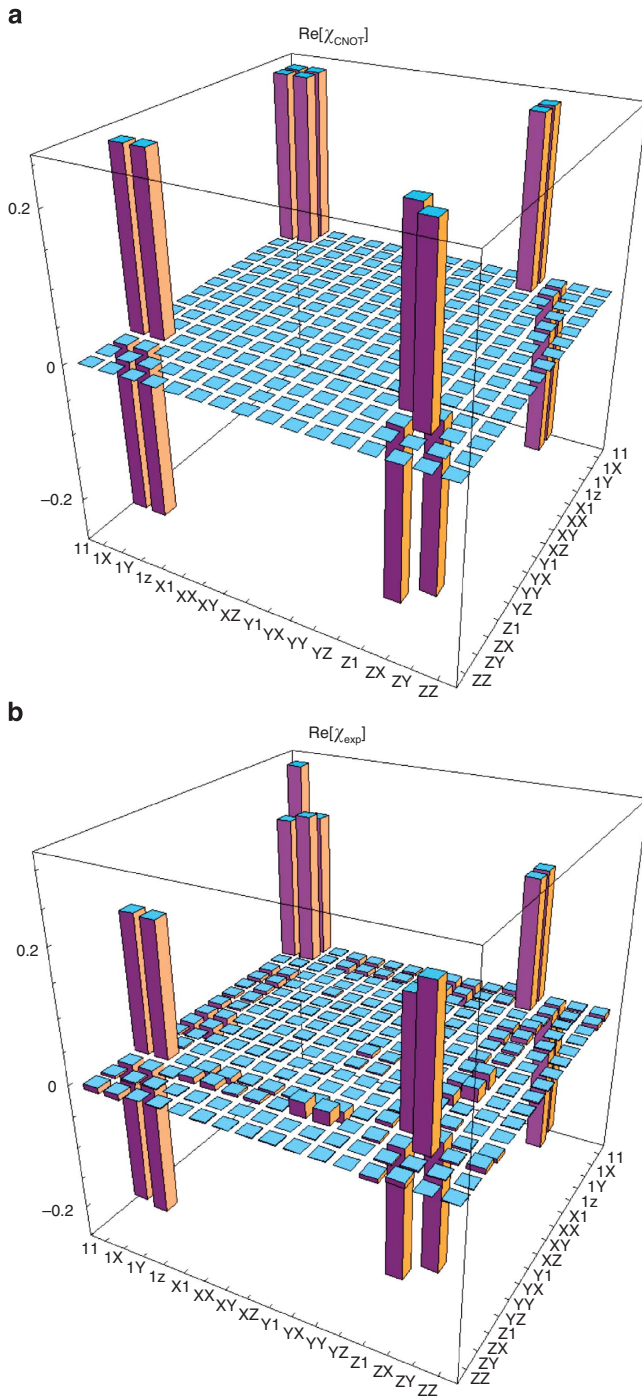 a
Re[χCNOT]
0.2
0
−0.2
11 1X 1Y 1z X1 XX XY XZ Y1 YX YY YZ Z1 ZX ZY ZZ
11 1X 1Y 1z X1 XX XY XZ Y1 YX YY YZ Z1 ZX ZY ZZ
b
Re[χexp]
0.2
0
−0.2
11 1X 1Y 1z X1 XX XY XZ Y1 YX YY YZ Z1 ZX ZY ZZ
11 1X 1Y 1z X1 XX XY XZ Y1 YX YY YZ Z1 ZX ZY ZZ